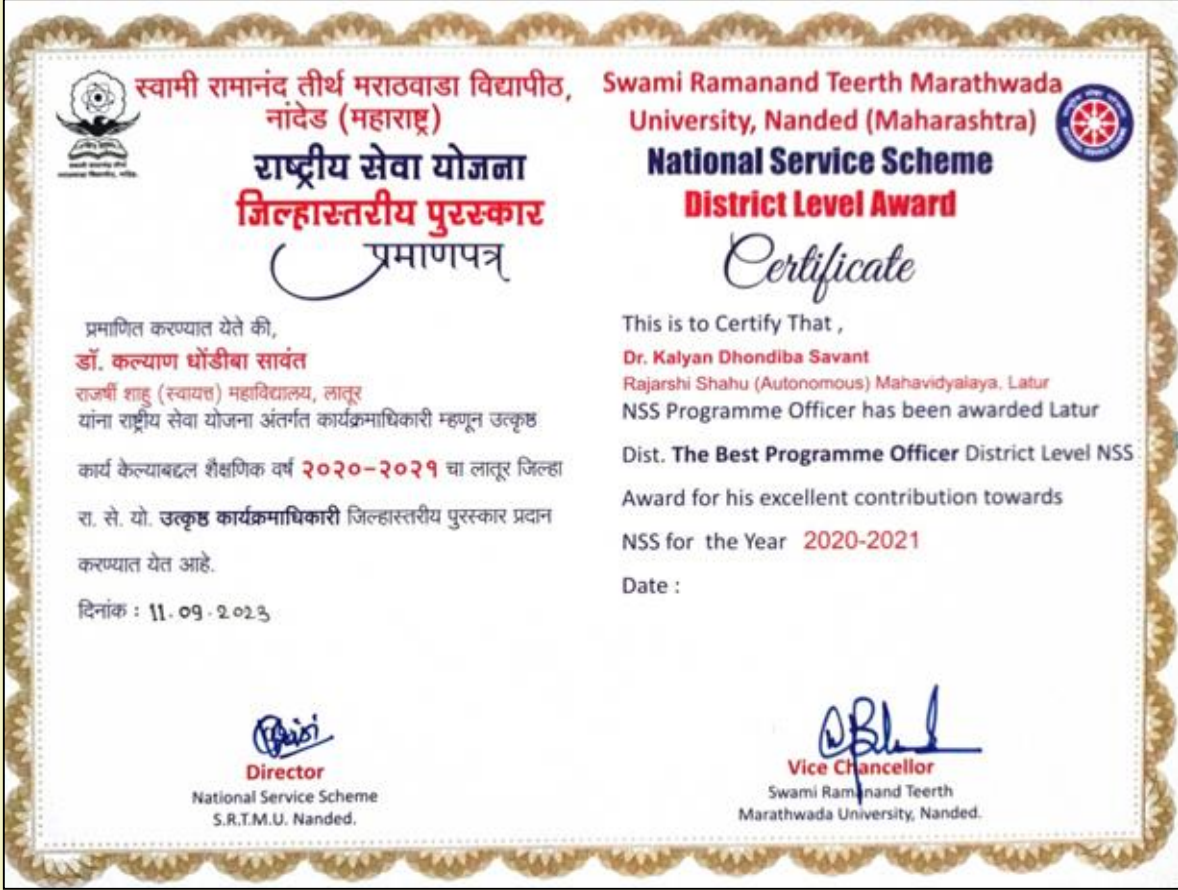 स्वामी रामानंद तीर्थ मराठवाडा विद्यापीठ,
नांदेड (महाराष्ट्र)
राष्ट्रीय सेवा योजना
जिल्हास्तरीय पुरस्कार
प्रमाणपत्र
प्रमाणित करण्यात येते की,
डॉ. कल्याण धोंडीबा सावंत
राजर्षी शाहु (स्वायत्त) महाविद्यालय, लातूर
यांना राष्ट्रीय सेवा योजना अंतर्गत कार्यक्रमाधिकारी म्हणून उत्कृष्ठ
कार्य केल्याबद्दल शैक्षणिक वर्ष २०२०-२०२१ चा लातूर जिल्हा
रा. से. यो. उत्कृष्ठ कार्यक्रमाधिकारी जिल्हास्तरीय पुरस्कार प्रदान
करण्यात येत आहे.
दिनांक : 11.09.2023
Director
National Service Scheme
S.R.T.M.U. Nanded.
Swami Ramanand Teerth Marathwada
University, Nanded (Maharashtra)
National Service Scheme
District Level Award
Certificate
This is to Certify That ,
Dr. Kalyan Dhondiba Savant
Rajarshi Shahu (Autonomous) Mahavidyalaya, Latur
NSS Programme Officer has been awarded Latur
Dist. The Best Programme Officer District Level NSS
Award for his excellent contribution towards
NSS for the Year 2020-2021
Date :
Vice Chancellor
Swami Ramanand Teerth
Marathwada University, Nanded.